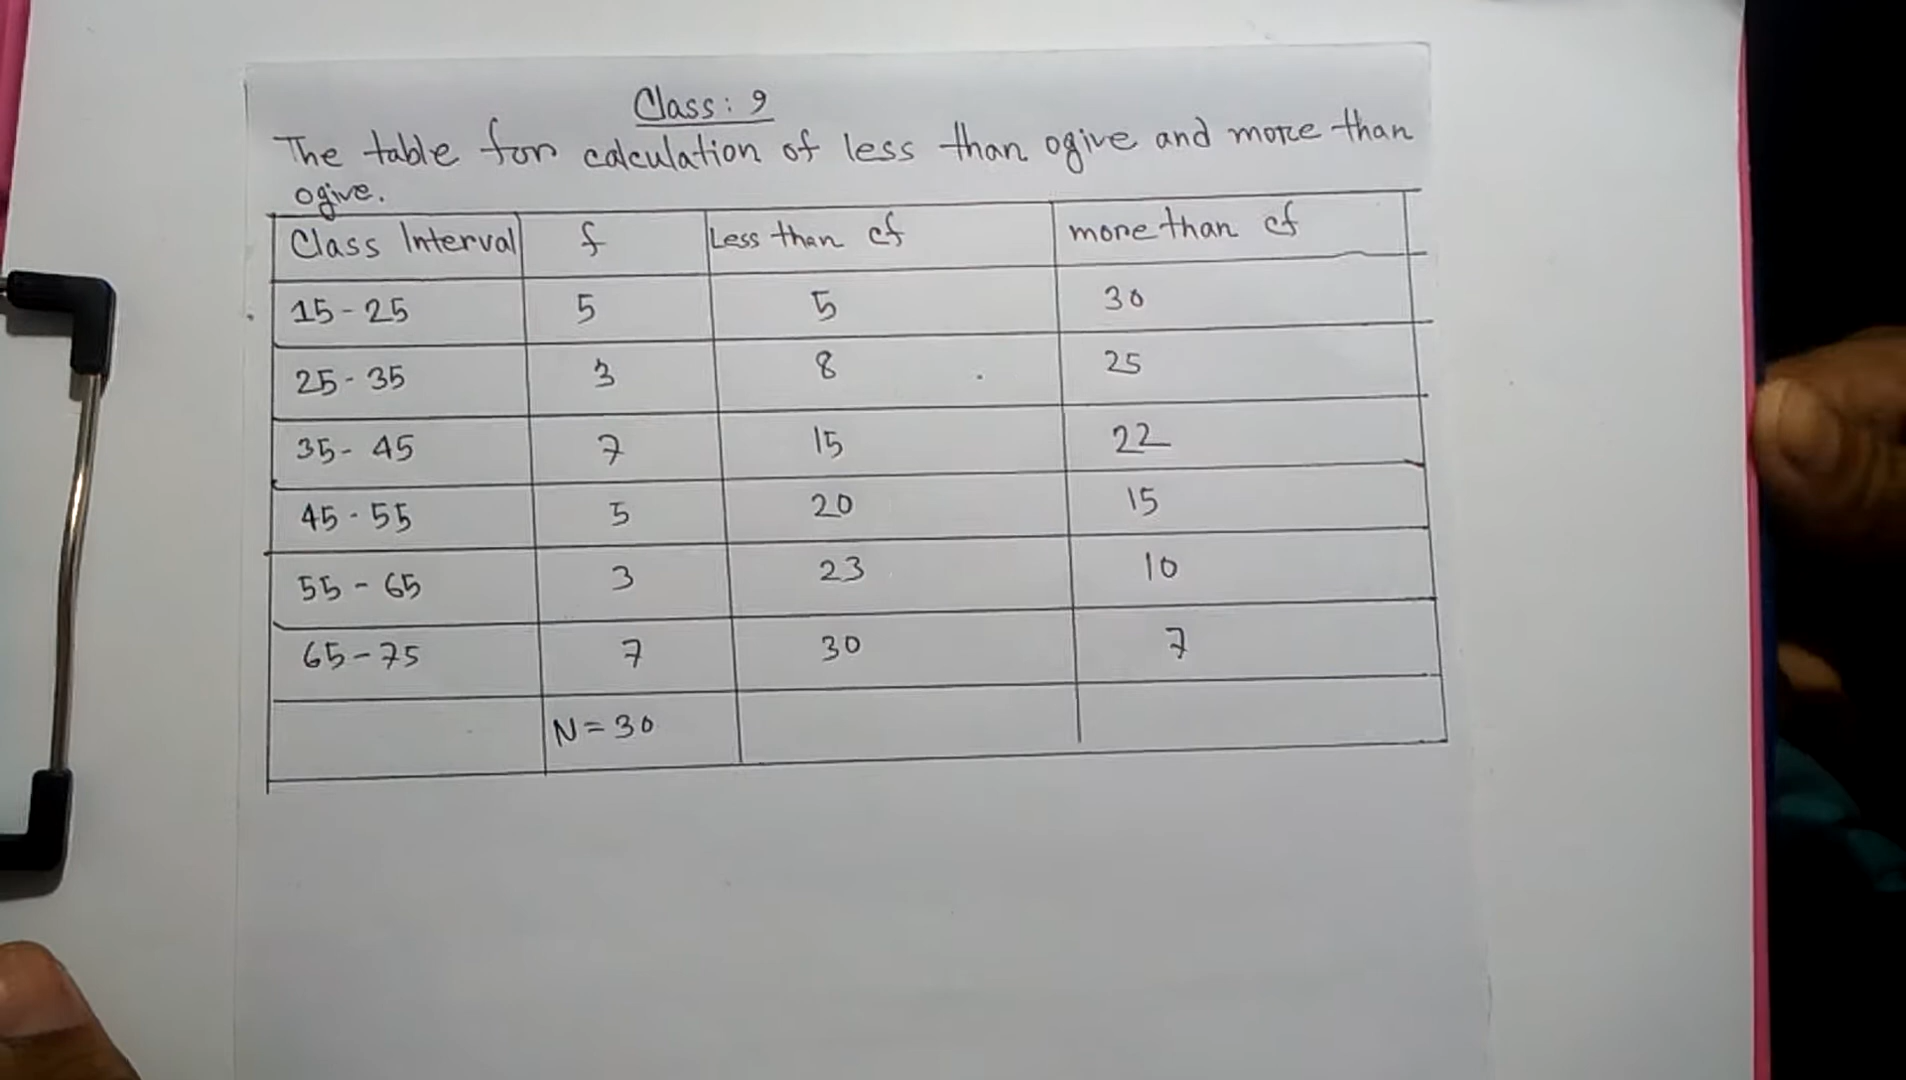 Class: 9
The table for calculation of less than ogive and more than
ogive.
Class Interval f Less than cf more than cf
15-25 5 5 30
25-35 3 8 25
35-45 7 15 22
45-55 5 20 15
55-65 3 23 10
65-75 7 30 7
N=30